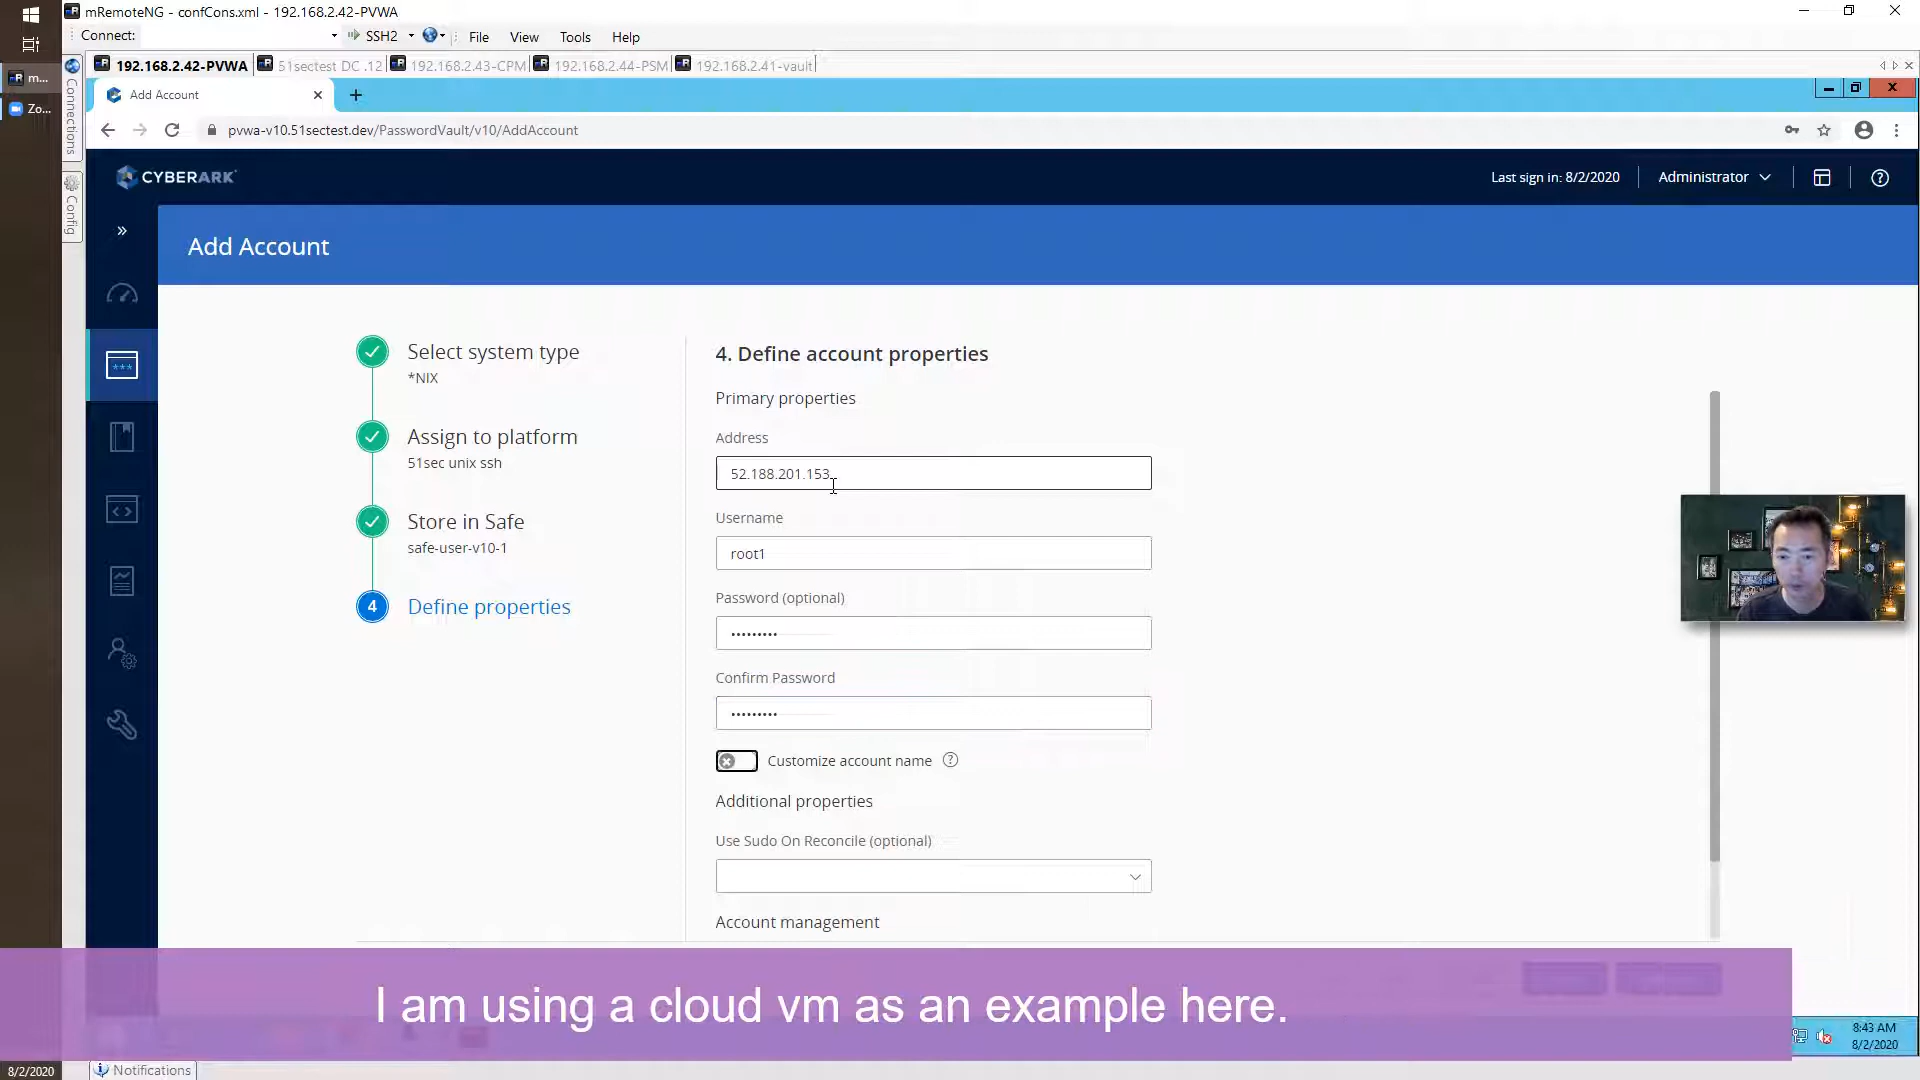 mRemoteNG - confCons.xml - 192.168.2.42-PVWA
Connect:
SSH2
File
View
Tools
Help
m...
192.168.2.42-PVWA
51sectest DC .12
192.168.2.43-CPM
192.168.2.44-PSM
192.168.2.41-vault
Zo...
Connections
Config
Add Account
pvwa-v10.51sectest.dev/PasswordVault/v10/AddAccount
CYBERARK
Last sign in: 8/2/2020
Administrator
Add Account
Select system type
*NIX
Assign to platform
51sec unix ssh
Store in Safe
safe-user-v10-1
4
Define properties
4. Define account properties
Primary properties
Address
52.188.201.153
Username
root1
Password (optional)
•••••••••
Confirm Password
•••••••••
Customize account name
Additional properties
Use Sudo On Reconcile (optional)
Account management
I am using a cloud vm as an example here.
8:43 AM
8/2/2020
8/2/2020
Notifications